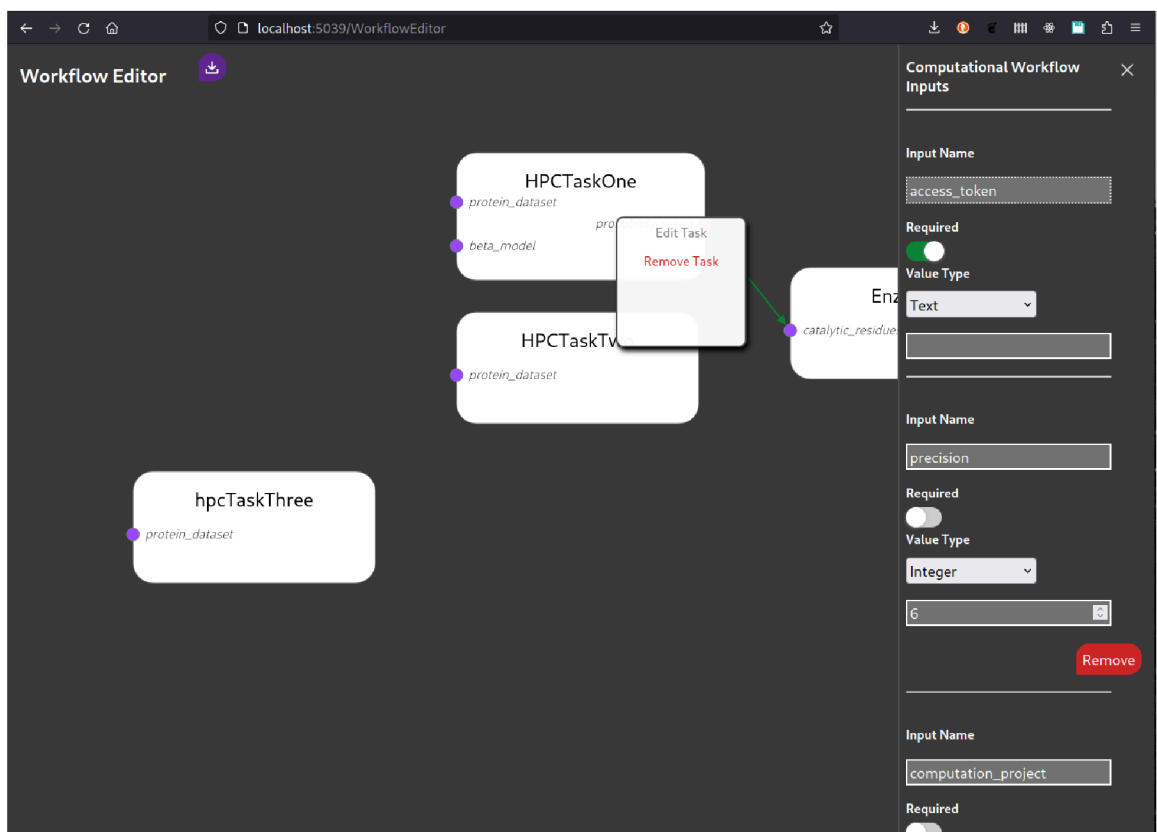 localhost:5039/WorkflowEditor
Workflow Editor
HPCTaskOne
protein_dataset
beta_model
Edit Task
Remove Task
HPCTaskTwo
protein_dataset
catalytic_residues
hpcTaskThree
protein_dataset
Computational Workflow
Inputs
Input Name
access_token
Required
Value Type
Text
Input Name
precision
Required
Value Type
Integer
6
Remove
Input Name
computation_project
Required